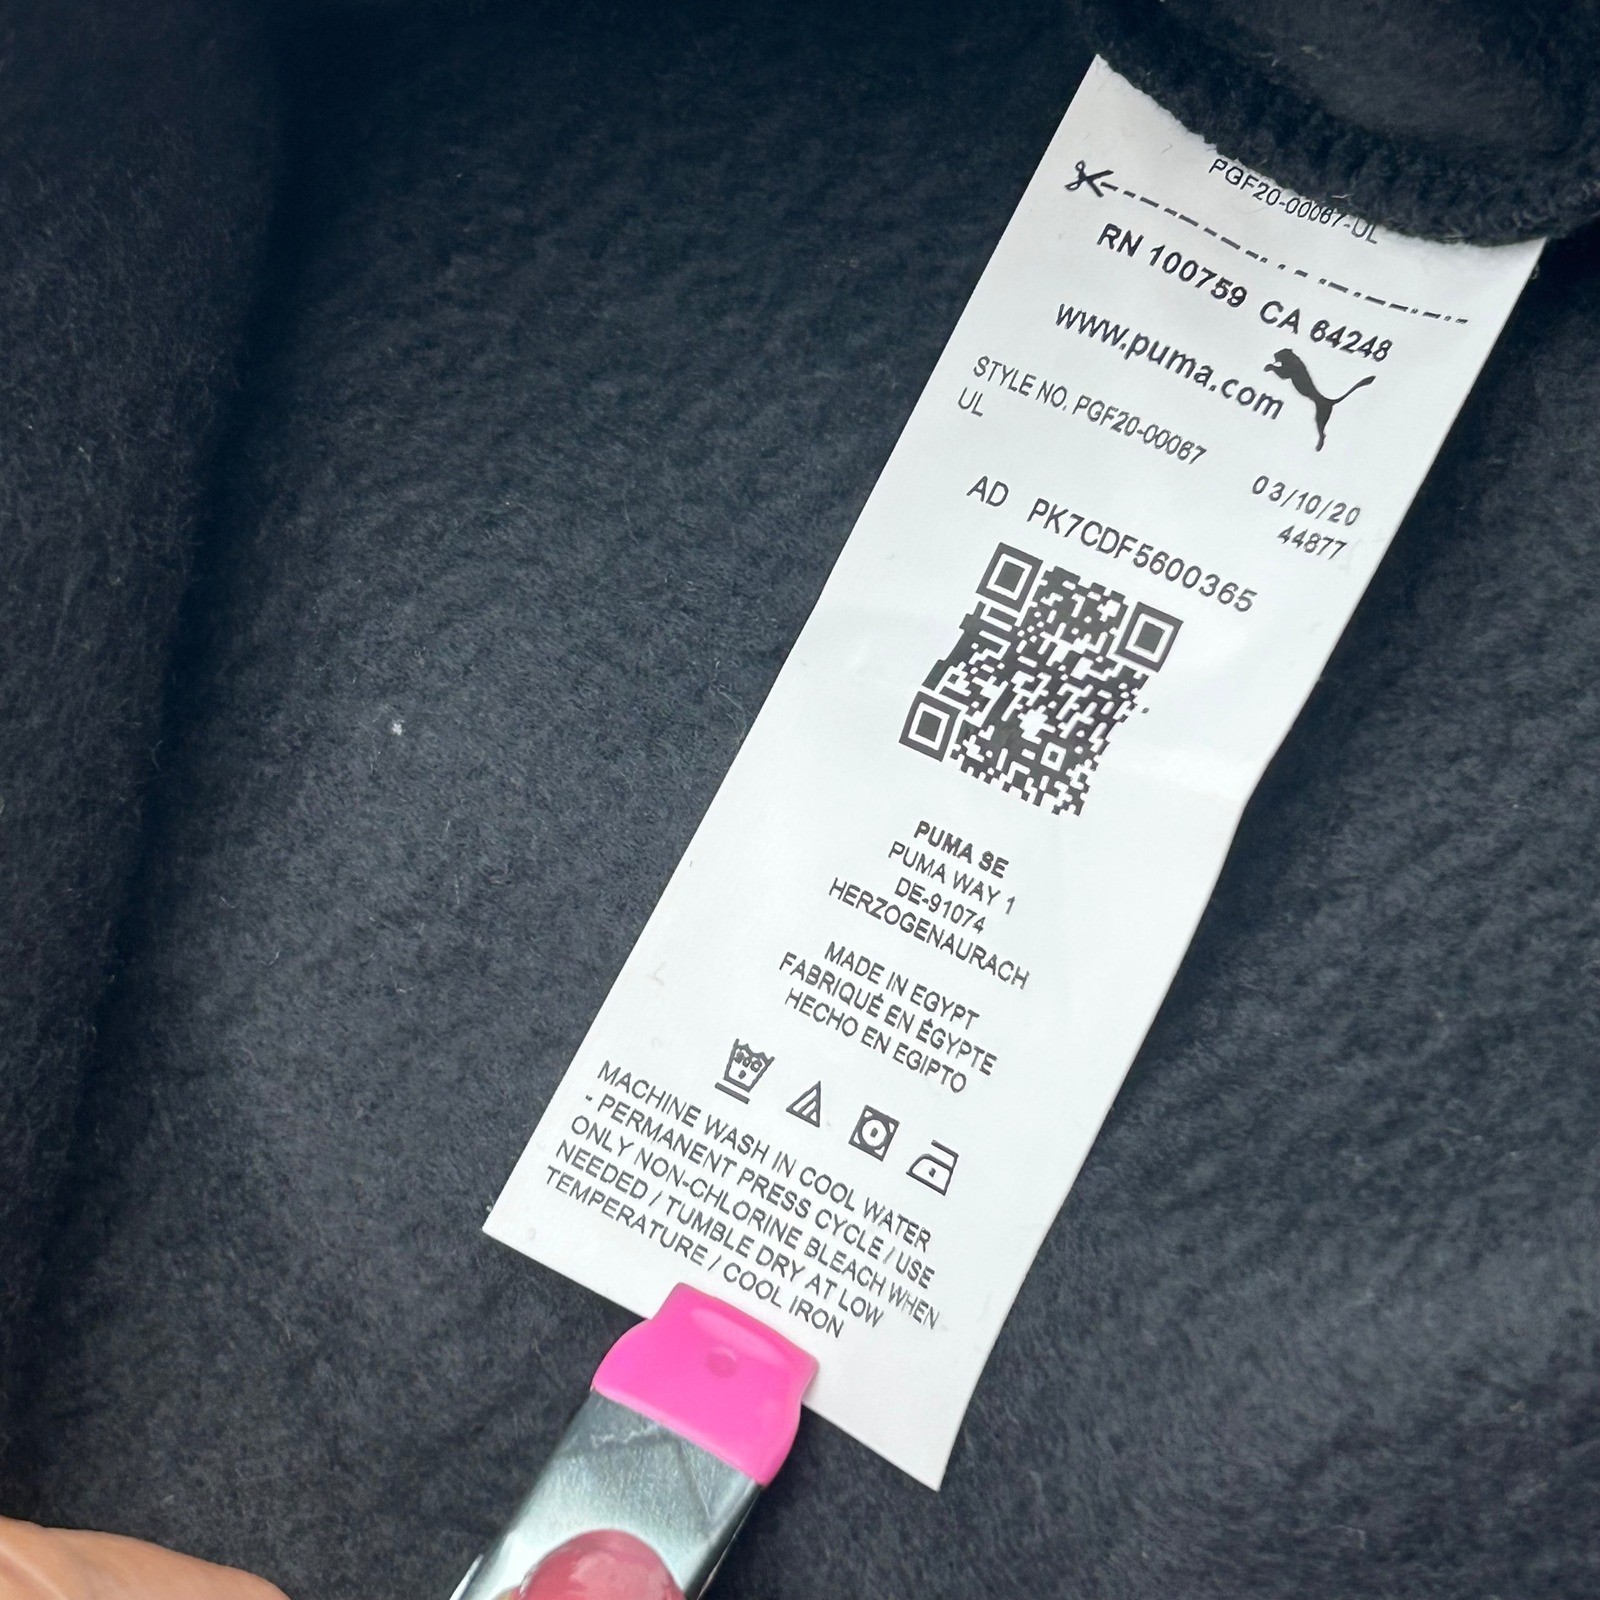 PGF20-00067-UL
RN 100759 CA 64248
www.puma.com
STYLE NO. PGF20-00067
UL
03/10/20
44877
AD PK7CDF5600365
PUMA SE
PUMA WAY 1
DE-91074
HERZOGENAURACH
MADE IN EGYPT
FABRIQUÉ EN ÉGYPTE
HECHO EN EGIPTO
MACHINE WASH IN COOL WATER
- PERMANENT PRESS CYCLE / USE
ONLY NON-CHLORINE BLEACH WHEN
NEEDED / TUMBLE DRY AT LOW
TEMPERATURE / COOL IRON